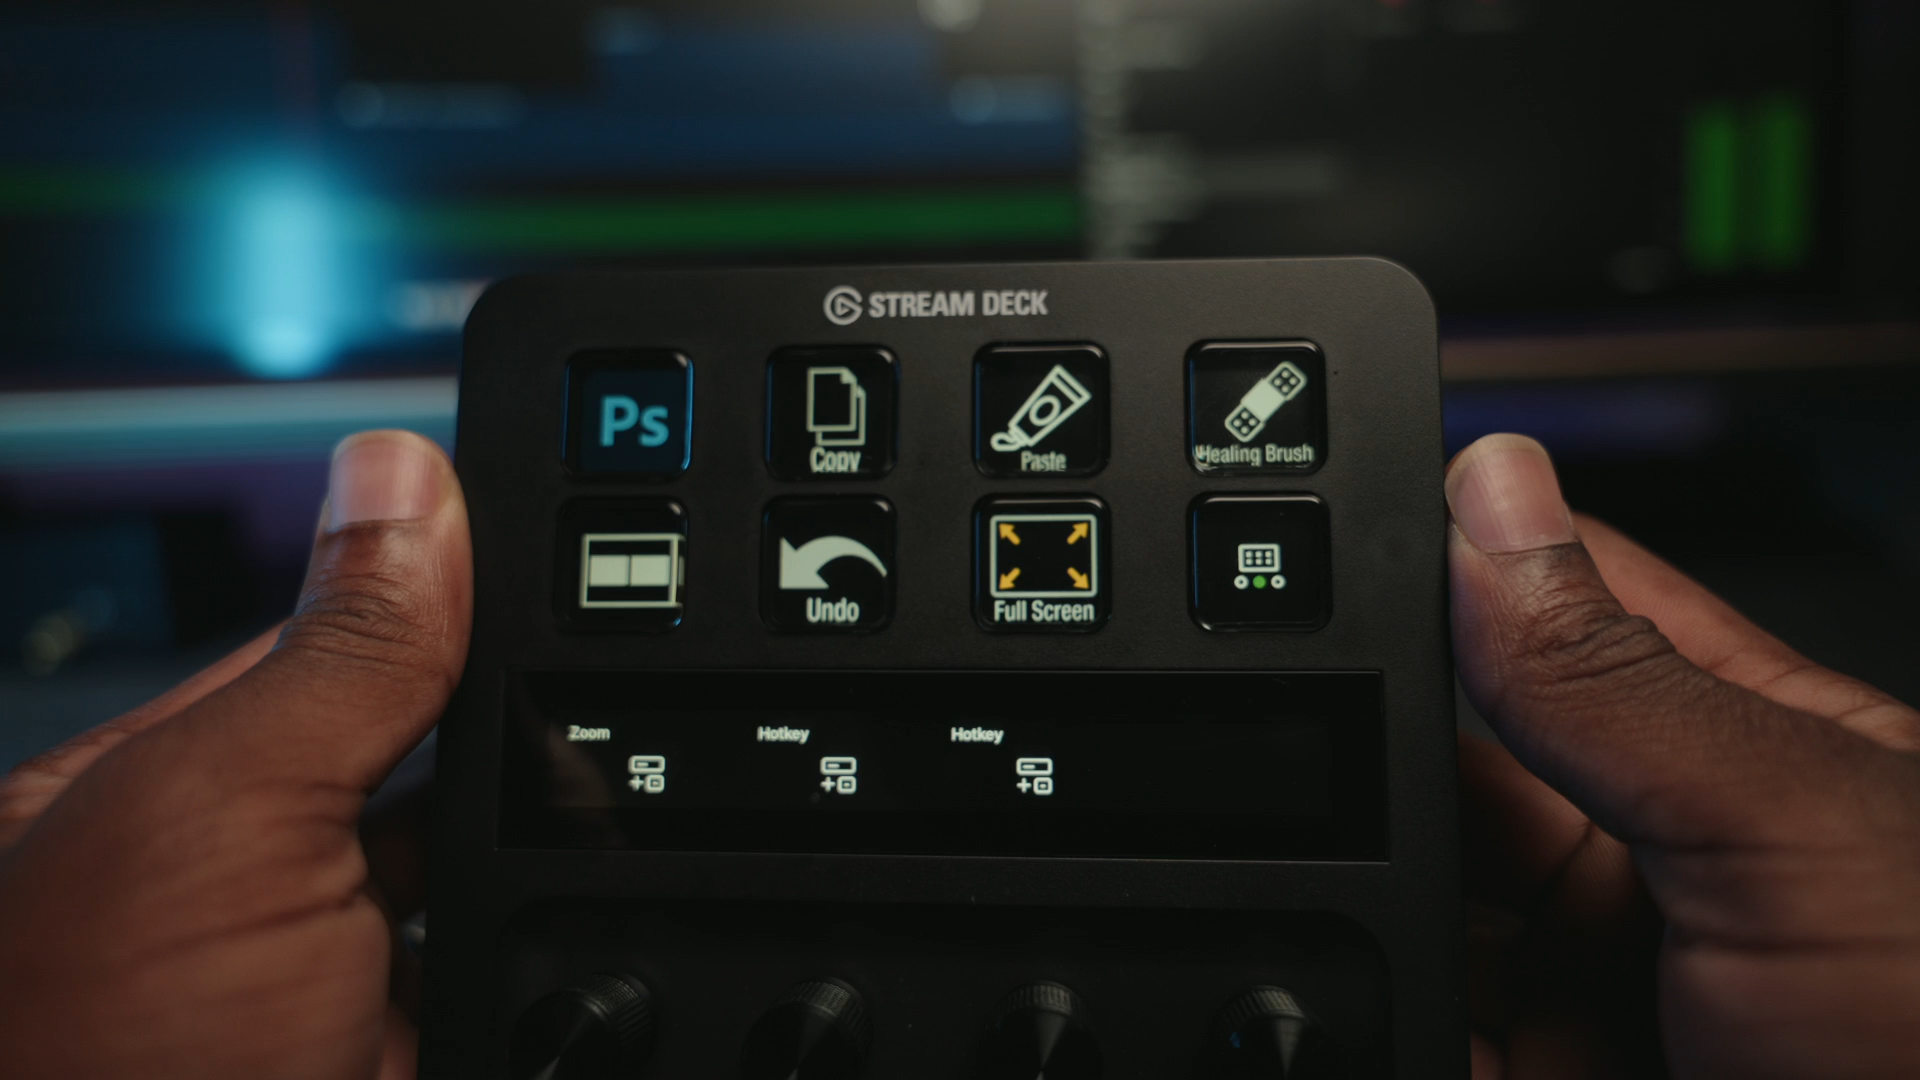 STREAM DECK
Ps
Copy
Paste
Healing Brush
Undo
Full Screen
Zoom
Hotkey
Hotkey